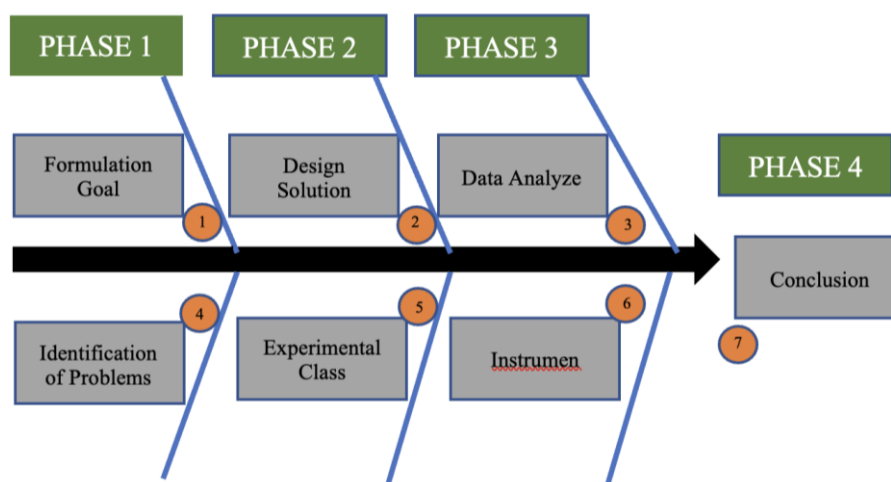 PHASE 1
PHASE 2
PHASE 3
Formulation
Goal
1
Design
Solution
2
Data Analyze
3
PHASE 4
Conclusion
7
4
Identification
of Problems
5
Experimental
Class
6
Instrumen